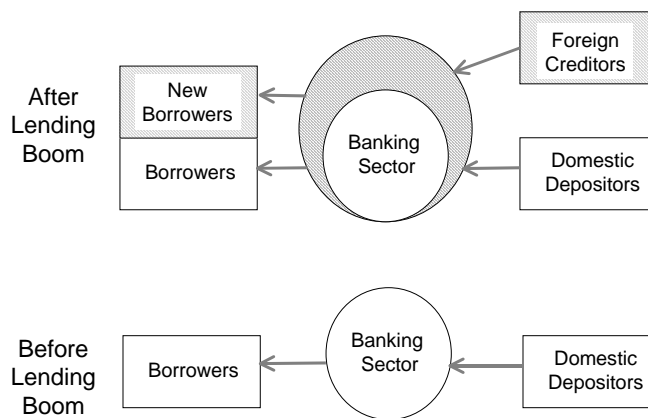 Foreign
Creditors
After
Lending
Boom
New
Borrowers
Borrowers
Banking
Sector
Domestic
Depositors
Before
Lending
Boom
Borrowers
Banking
Sector
Domestic
Depositors